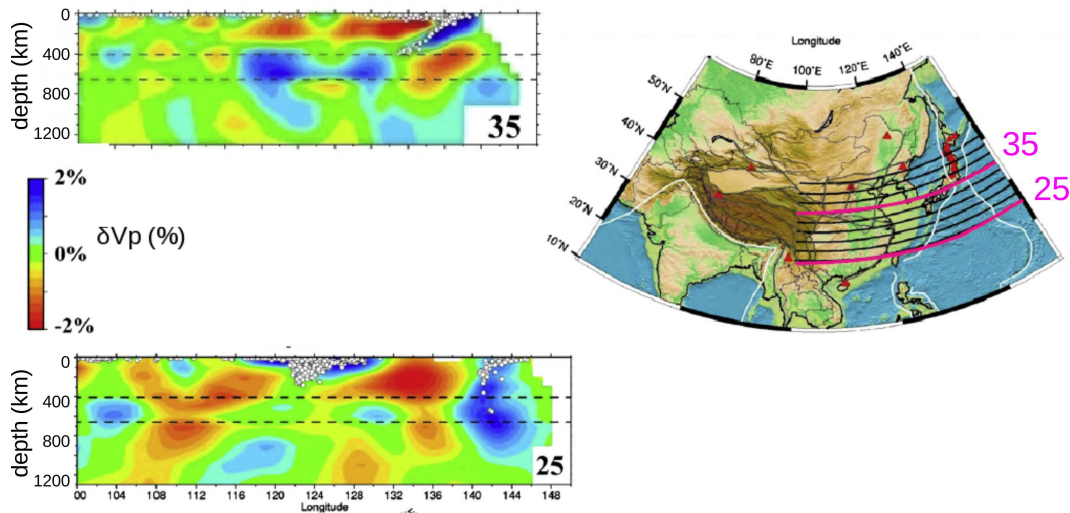 depth (km)
0
400
800
1200
35
2%
0%
-2%
δVp (%)
depth (km)
0
400
800
1200
25
00 104 108 112 116 120 124 128 132 136 140 144 148
Longitude
Longitude
80°E 100°E 120°E 140°E
50°N
40°N
30°N
20°N
10°N
35
25